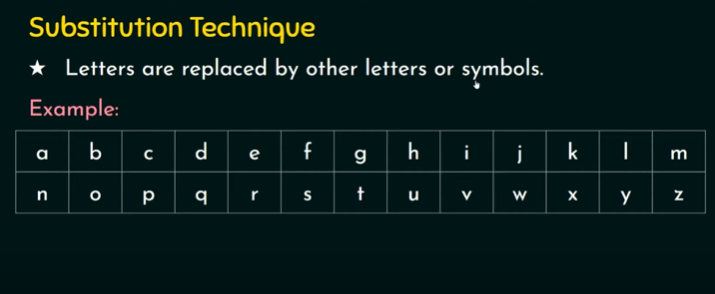 Substitution Technique
★ Letters are replaced by other letters or symbols.
Example:
a b c d e f g h i j k l m
n o p q r s t u v w x y z